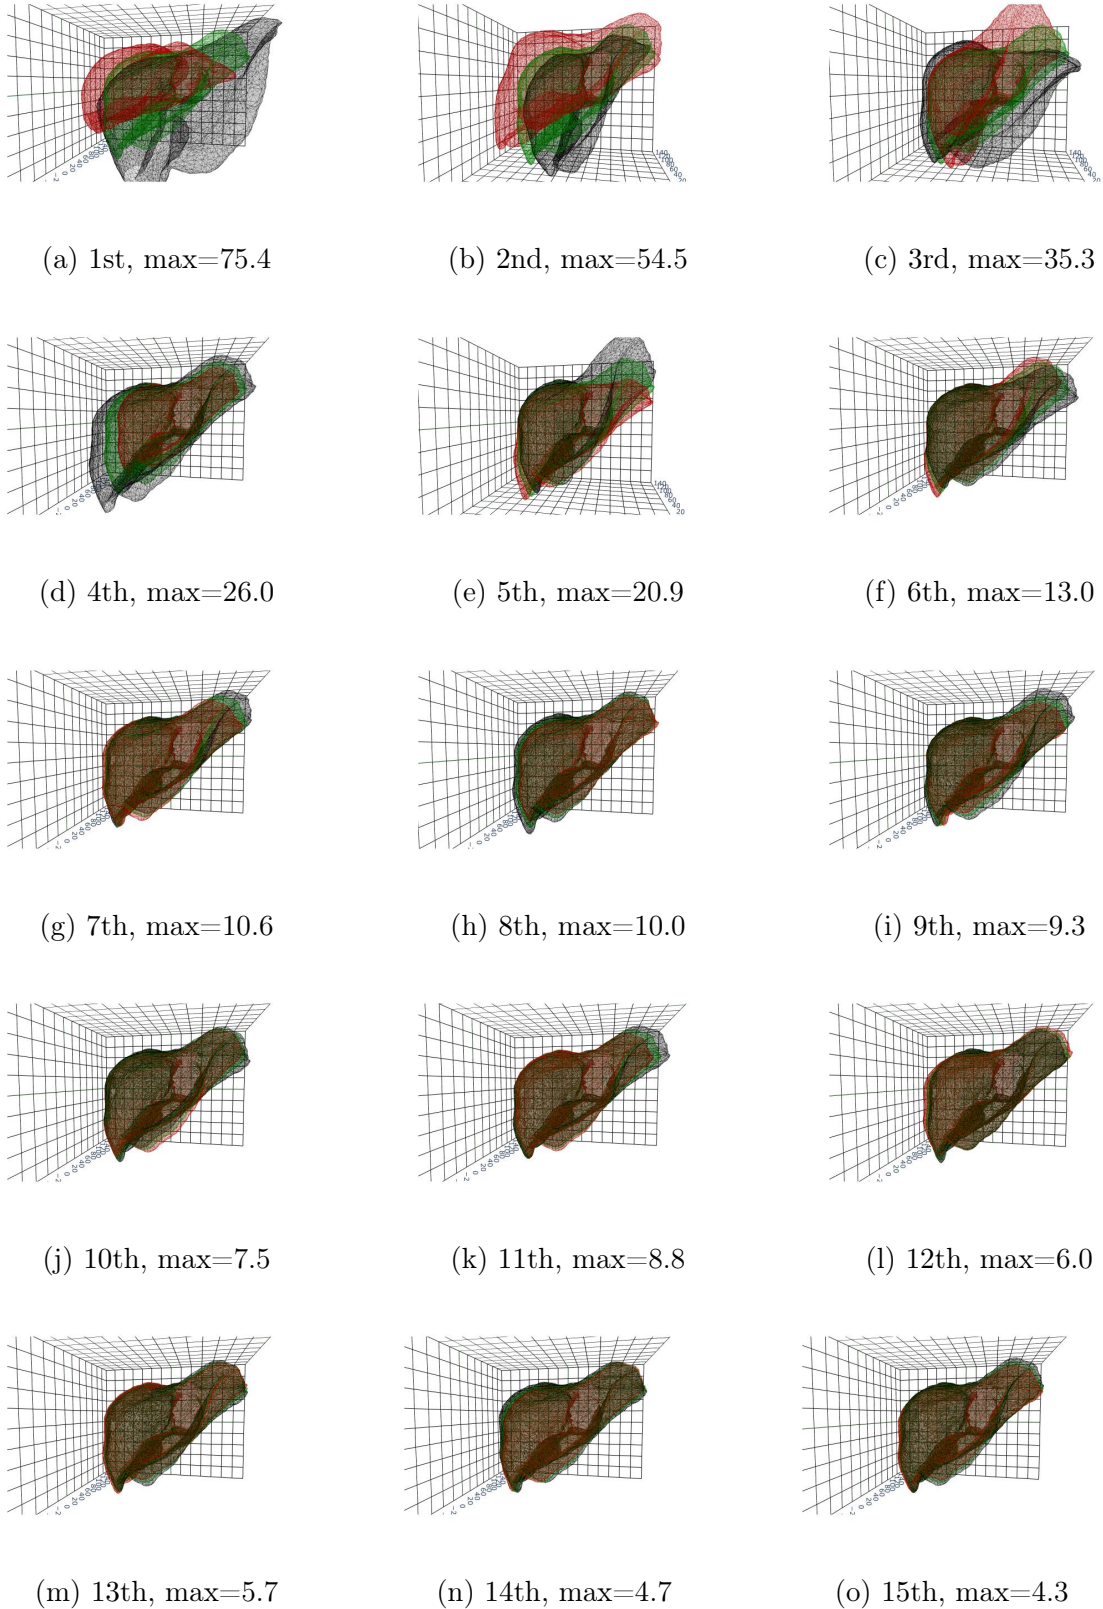 (a) 1st, max=75.4
(b) 2nd, max=54.5
(c) 3rd, max=35.3
(d) 4th, max=26.0
(e) 5th, max=20.9
(f) 6th, max=13.0
(g) 7th, max=10.6
(h) 8th, max=10.0
(i) 9th, max=9.3
(j) 10th, max=7.5
(k) 11th, max=8.8
(l) 12th, max=6.0
(m) 13th, max=5.7
(n) 14th, max=4.7
(o) 15th, max=4.3